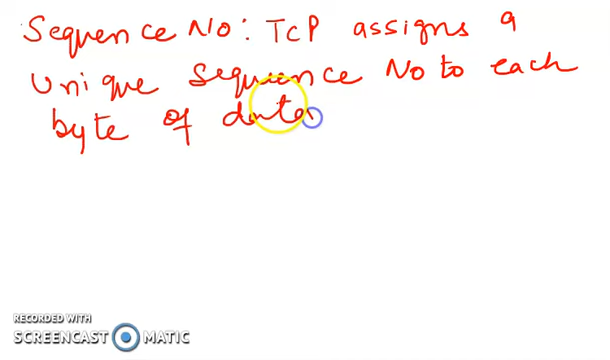 Sequence No: TCP assigns a
unique sequence No to each
byte of data
RECORDED WITH
SCREENCAST MATIC